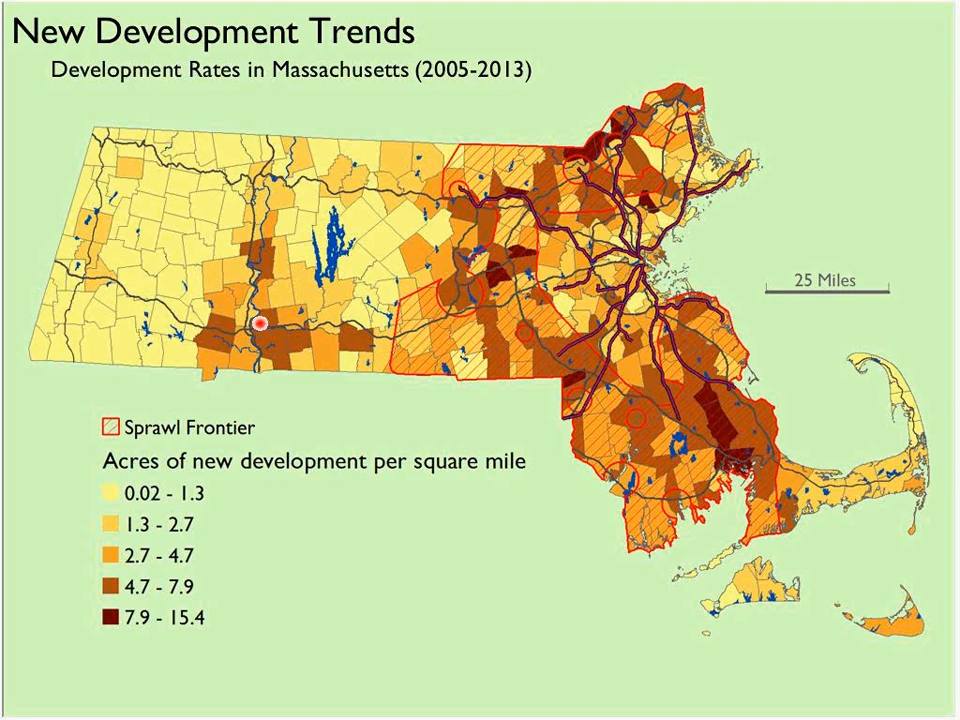 New Development Trends
Development Rates in Massachusetts (2005-2013)
25 Miles
Sprawl Frontier
Acres of new development per square mile
0.02 - 1.3
1.3 - 2.7
2.7 - 4.7
4.7 - 7.9
7.9 - 15.4